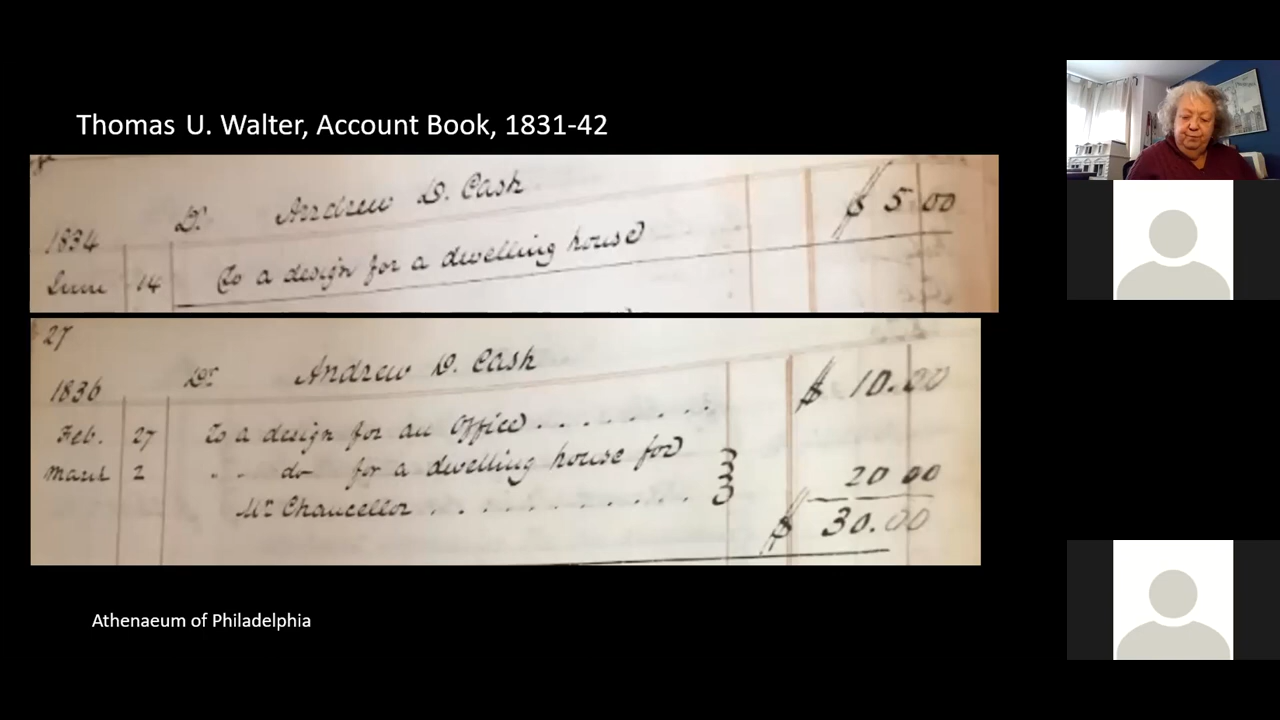 Thomas U. Walter, Account Book, 1831-42
Dr. Andrew D. Cash
1834 $ 5.00
June 14 To a design for a dwelling house
27
Dr Andrew D. Cash
1836 $ 10.00
Feb. 27 To a design for an Office . . . . . . . .
March 2 " " do for a dwelling house for
Mr Chancellor . . . . . . . . . . . 20 00
$ 30.00
Athenaeum of Philadelphia